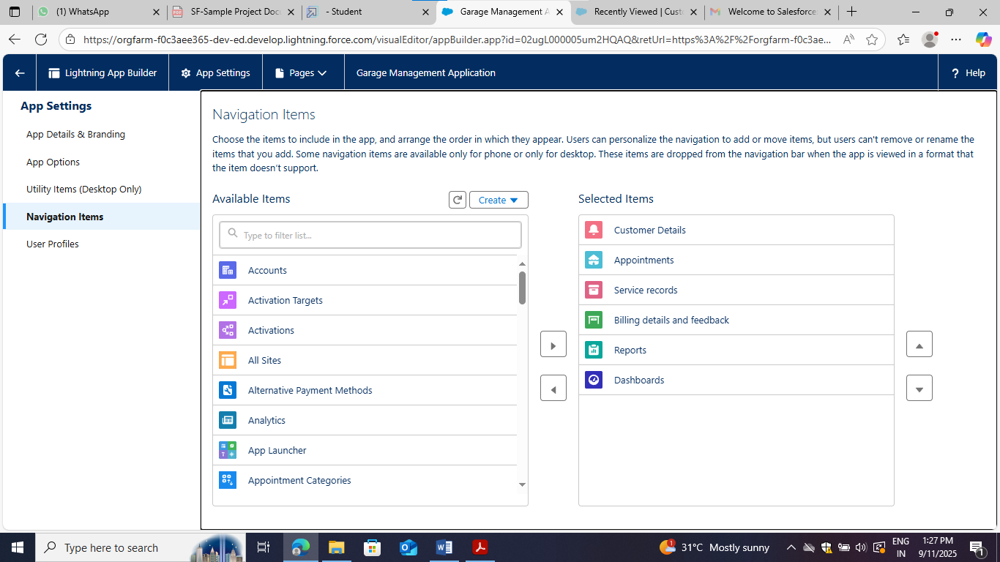 (1) WhatsApp
SF-Sample Project Doc
- Student
Garage Management A
Recently Viewed | Cust
Welcome to Salesforce
https://orgfarm-f0c3aee365-dev-ed.develop.lightning.force.com/visualEditor/appBuilder.app?id=02ugL000005um2HQAQ&retUrl=https%3A%2F%2Forgfarm-f0c3ae...
Lightning App Builder
App Settings
Pages
Garage Management Application
? Help
App Settings
App Details & Branding
App Options
Utility Items (Desktop Only)
Navigation Items
User Profiles
Navigation Items
Choose the items to include in the app, and arrange the order in which they appear. Users can personalize the navigation to add or move items, but users can't remove or rename the
items that you add. Some navigation items are available only for phone or only for desktop. These items are dropped from the navigation bar when the app is viewed in a format that
the item doesn’t support.
Available Items
Create
Type to filter list...
Accounts
Activation Targets
Activations
All Sites
Alternative Payment Methods
Analytics
App Launcher
Appointment Categories
Selected Items
Customer Details
Appointments
Service records
Billing details and feedback
Reports
Dashboards
Type here to search
31°C Mostly sunny
ENG
IN
1:27 PM
9/11/2025